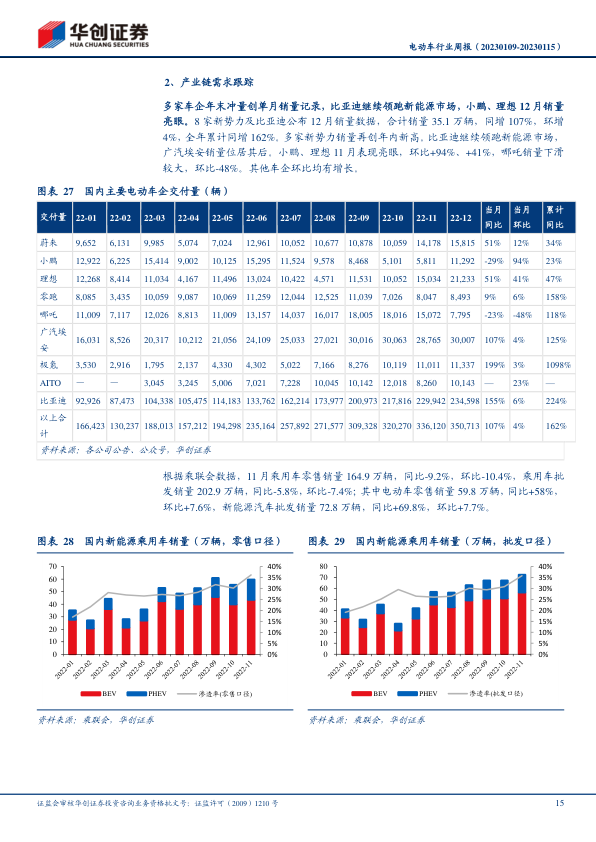 华创证券
HUA CHUANG SECURITIES
电动车行业周报（20230109-20230115）
2、产业链需求跟踪
多家车企年末冲量创单月销量记录，比亚迪继续领跑新能源市场，小鹏、理想 12 月销量
亮眼。8 家新势力及比亚迪公布 12 月销量数据，合计销量 35.1 万辆，同增 107%，环增
4%，全年累计同增 162%。多家新势力销量再创年内新高。比亚迪继续领跑新能源市场，
广汽埃安销量位居其后。小鹏、理想 11 月表现亮眼，环比+94%、+41%，哪吒销量下滑
较大，环比-48%。其他车企环比均有增长。
图表 27 国内主要电动车企交付量（辆）
交付量 22-01 22-02 22-03 22-04 22-05 22-06 22-07 22-08 22-09 22-10 22-11 22-12 当月同比 当月环比 累计同比
蔚来 9,652 6,131 9,985 5,074 7,024 12,961 10,052 10,677 10,878 10,059 14,178 15,815 51% 12% 34%
小鹏 12,922 6,225 15,414 9,002 10,125 15,295 11,524 9,578 8,468 5,101 5,811 11,292 -29% 94% 23%
理想 12,268 8,414 11,034 4,167 11,496 13,024 10,422 4,571 11,531 10,052 15,034 21,233 51% 41% 47%
零跑 8,085 3,435 10,059 9,087 10,069 11,259 12,044 12,525 11,039 7,026 8,047 8,493 9% 6% 158%
哪吒 11,009 7,117 12,026 8,813 11,009 13,157 14,037 16,017 18,005 18,016 15,072 7,795 -23% -48% 118%
广汽埃安 16,031 8,526 20,317 10,212 21,056 24,109 25,033 27,021 30,016 30,063 28,765 30,007 107% 4% 125%
极氪 3,530 2,916 1,795 2,137 4,330 4,302 5,022 7,166 8,276 10,119 11,011 11,337 199% 3% 1098%
AITO — — 3,045 3,245 5,006 7,021 7,228 10,045 10,142 12,018 8,260 10,143 — 23%
比亚迪 92,926 87,473 104,338 105,475 114,183 133,762 162,214 173,977 200,973 217,816 229,942 234,598 155% 6% 224%
以上合计 166,423 130,237 188,013 157,212 194,298 235,164 257,892 271,577 309,328 320,270 336,120 350,713 107% 4% 162%
资料来源：各公司公告、公众号，华创证券
根据乘联会数据，11 月乘用车零售销量 164.9 万辆，同比-9.2%，环比-10.4%，乘用车批
发销量 202.9 万辆，同比-5.8%，环比-7.4%；其中电动车零售销量 59.8 万辆，同比+58%，
环比+7.6%，新能源汽车批发销量 72.8 万辆，同比+69.8%，环比+7.7%。
图表 28 国内新能源乘用车销量（万辆，零售口径）
70
60
50
40
30
20
10
0
40%
35%
30%
25%
20%
15%
10%
5%
0%
2022-01 2022-02 2022-03 2022-04 2022-05 2022-06 2022-07 2022-08 2022-09 2022-10 2022-11
BEV PHEV 渗透率(零售口径)
资料来源：乘联会，华创证券
图表 29 国内新能源乘用车销量（万辆，批发口径）
80
70
60
50
40
30
20
10
0
40%
35%
30%
25%
20%
15%
10%
5%
0%
2022-01 2022-02 2022-03 2022-04 2022-05 2022-06 2022-07 2022-08 2022-09 2022-10 2022-11
BEV PHEV 渗透率(批发口径)
资料来源：乘联会，华创证券
证监会审核华创证券投资咨询业务资格批文号：证监许可（2009）1210 号
15